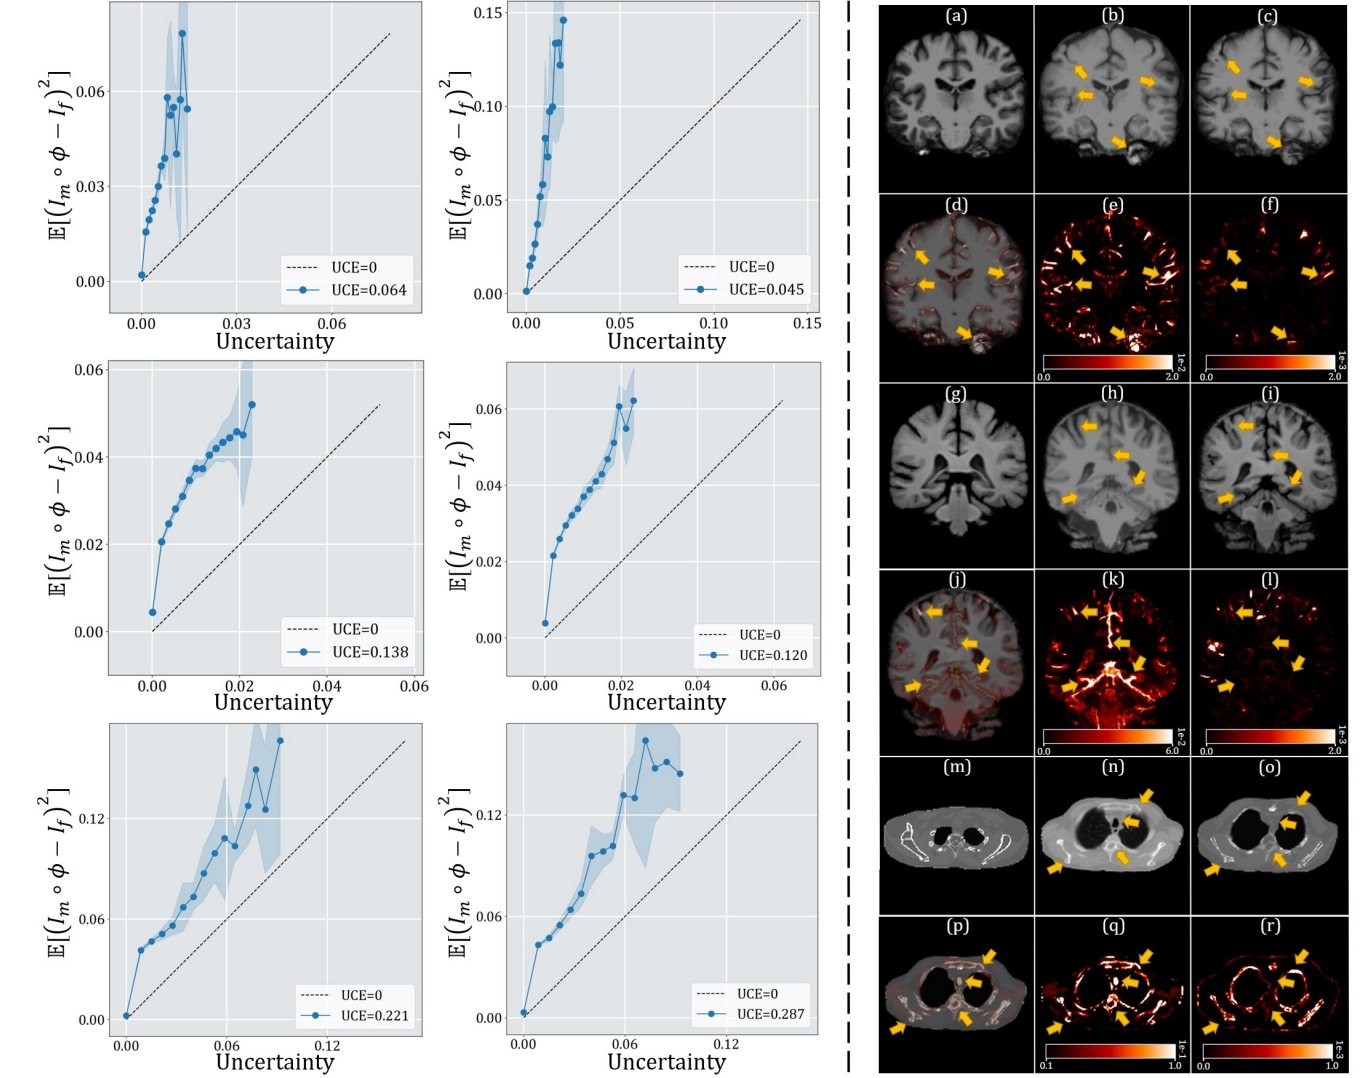 𝔼[(I_m ∘ ϕ − I_f)^2]
0.06
0.03
0.00
UCE=0
UCE=0.064
0.00 0.03 0.06
Uncertainty
𝔼[(I_m ∘ ϕ − I_f)^2]
0.15
0.10
0.05
0.00
UCE=0
UCE=0.045
0.00 0.05 0.10 0.15
Uncertainty
𝔼[(I_m ∘ ϕ − I_f)^2]
0.06
0.04
0.02
0.00
UCE=0
UCE=0.138
0.00 0.02 0.04 0.06
Uncertainty
𝔼[(I_m ∘ ϕ − I_f)^2]
0.06
0.04
0.02
0.00
UCE=0
UCE=0.120
0.00 0.02 0.04 0.06
Uncertainty
𝔼[(I_m ∘ ϕ − I_f)^2]
0.12
0.06
0.00
UCE=0
UCE=0.221
0.00 0.06 0.12
Uncertainty
𝔼[(I_m ∘ ϕ − I_f)^2]
0.12
0.06
0.00
UCE=0
UCE=0.287
0.00 0.06 0.12
Uncertainty
(a) (b) (c)
(d) (e) (f)
0.0 2.0 1e-2
0.0 2.0 1e-3
(g) (h) (i)
(j) (k) (l)
0.0 6.0 1e-2
0.0 2.0 1e-3
(m) (n) (o)
(p) (q) (r)
0.1 1.0 1e-1
0.0 1.0 1e-3